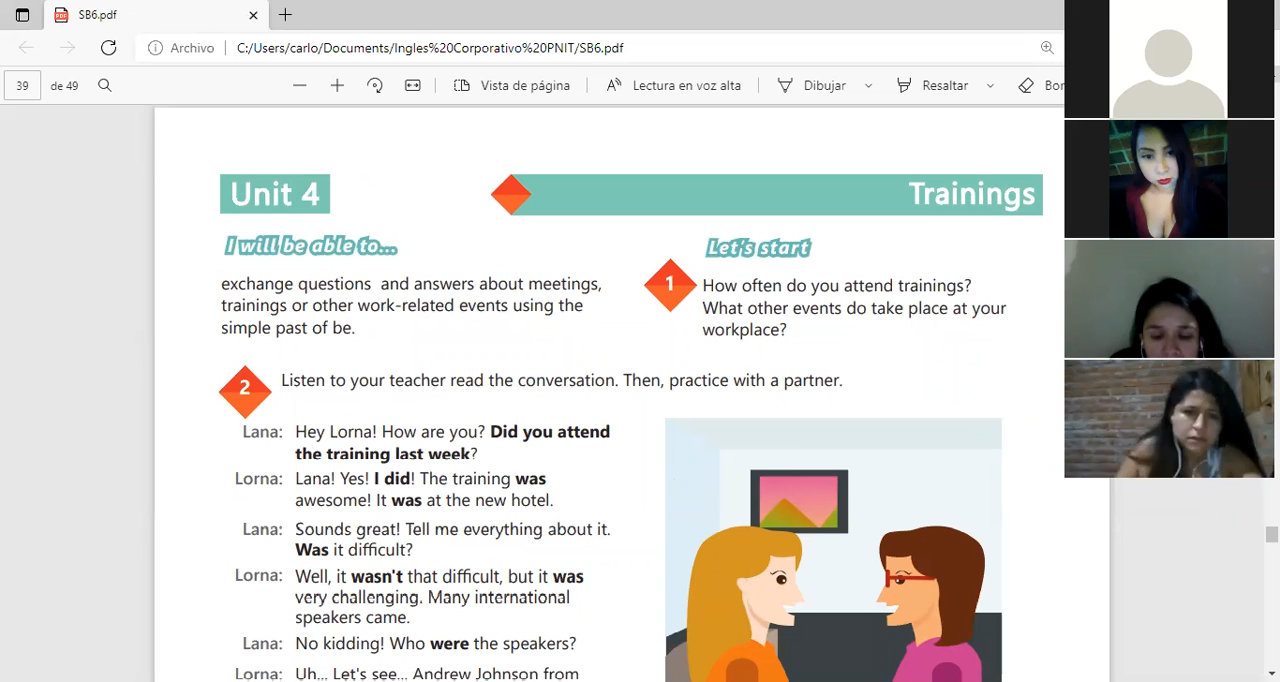 SB6.pdf
Archivo
C:/Users/carlo/Documents/Ingles%20Corporativo%20PNIT/SB6.pdf
39
de 49
Vista de página
Lectura en voz alta
Dibujar
Resaltar
Bor
Unit 4
Trainings
I will be able to...
exchange questions and answers about meetings,
trainings or other work-related events using the
simple past of be.
Let's start
1
How often do you attend trainings?
What other events do take place at your
workplace?
2
Listen to your teacher read the conversation. Then, practice with a partner.
Lana: Hey Lorna! How are you? Did you attend
the training last week?
Lorna: Lana! Yes! I did! The training was
awesome! It was at the new hotel.
Lana: Sounds great! Tell me everything about it.
Was it difficult?
Lorna: Well, it wasn't that difficult, but it was
very challenging. Many international
speakers came.
Lana: No kidding! Who were the speakers?
Lorna: Uh... Let's see... Andrew Johnson from